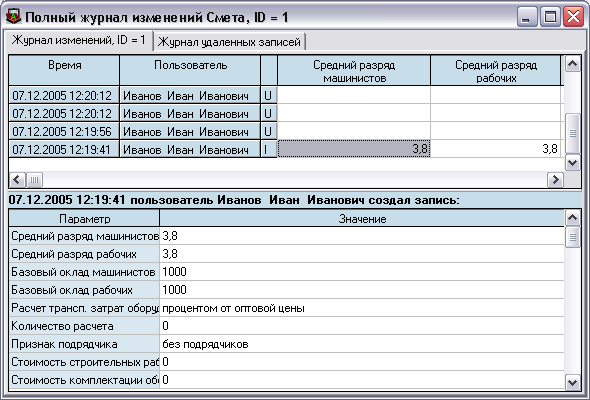 Полный журнал изменений Смета, ID = 1
Журнал изменений, ID = 1 Журнал удаленных записей
Время Пользователь Средний разряд машинистов Средний разряд рабочих
07.12.2005 12:20:12 Иванов Иван Иванович U
07.12.2005 12:20:12 Иванов Иван Иванович U
07.12.2005 12:19:56 Иванов Иван Иванович U
07.12.2005 12:19:41 Иванов Иван Иванович I 3,8 3,8
07.12.2005 12:19:41 пользователь Иванов Иван Иванович создал запись:
Параметр Значение
Средний разряд машинистов 3,8
Средний разряд рабочих 3,8
Базовый оклад машинистов 1000
Базовый оклад рабочих 1000
Расчет трансп. затрат обору процентом от оптовой цены
Количество расчета 0
Признак подрядчика без подрядчиков
Стоимость строительных раб 0
Стоимость комплектации обо 0